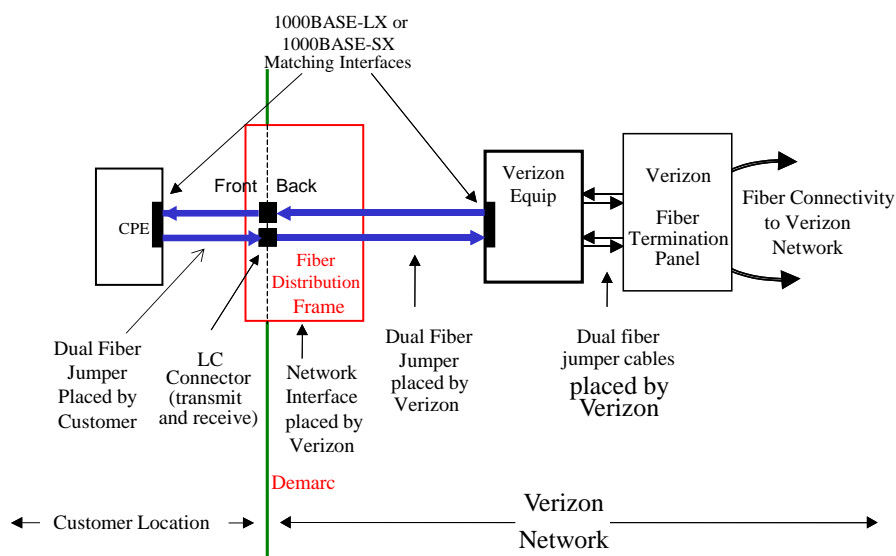 1000BASE-LX or
1000BASE-SX
Matching Interfaces
CPE
Front
Back
Fiber
Distribution
Frame
Verizon
Equip
Verizon
Fiber
Termination
Panel
Fiber Connectivity
to Verizon
Network
Dual Fiber
Jumper
Placed by
Customer
LC
Connector
(transmit
and receive)
Network
Interface
placed by
Verizon
Dual Fiber
Jumper
placed by
Verizon
Dual fiber
jumper cables
placed by
Verizon
Demarc
Customer Location
Verizon
Network